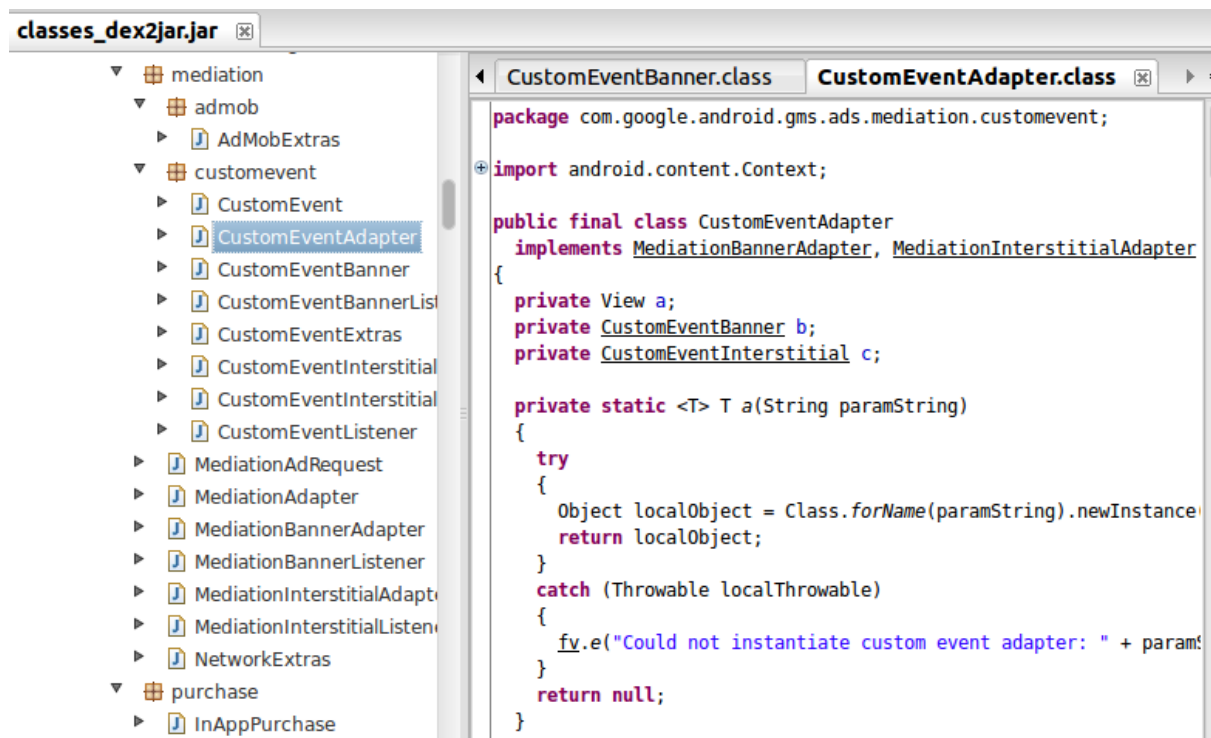 classes_dex2jar.jar
mediation
admob
AdMobExtras
customevent
CustomEvent
CustomEventAdapter
CustomEventBanner
CustomEventBannerList
CustomEventExtras
CustomEventInterstitial
CustomEventInterstitial
CustomEventListener
MediationAdRequest
MediationAdapter
MediationBannerAdapter
MediationBannerListener
MediationInterstitialAdapte
MediationInterstitialListene
NetworkExtras
purchase
InAppPurchase
CustomEventBanner.class CustomEventAdapter.class
package com.google.android.gms.ads.mediation.customevent;
import android.content.Context;
public final class CustomEventAdapter
implements MediationBannerAdapter, MediationInterstitialAdapter
{
private View a;
private CustomEventBanner b;
private CustomEventInterstitial c;
private static <T> T a(String paramString)
{
try
{
Object localObject = Class.forName(paramString).newInstance(
return localObject;
}
catch (Throwable localThrowable)
{
fv.e("Could not instantiate custom event adapter: " + paramS
}
return null;
}